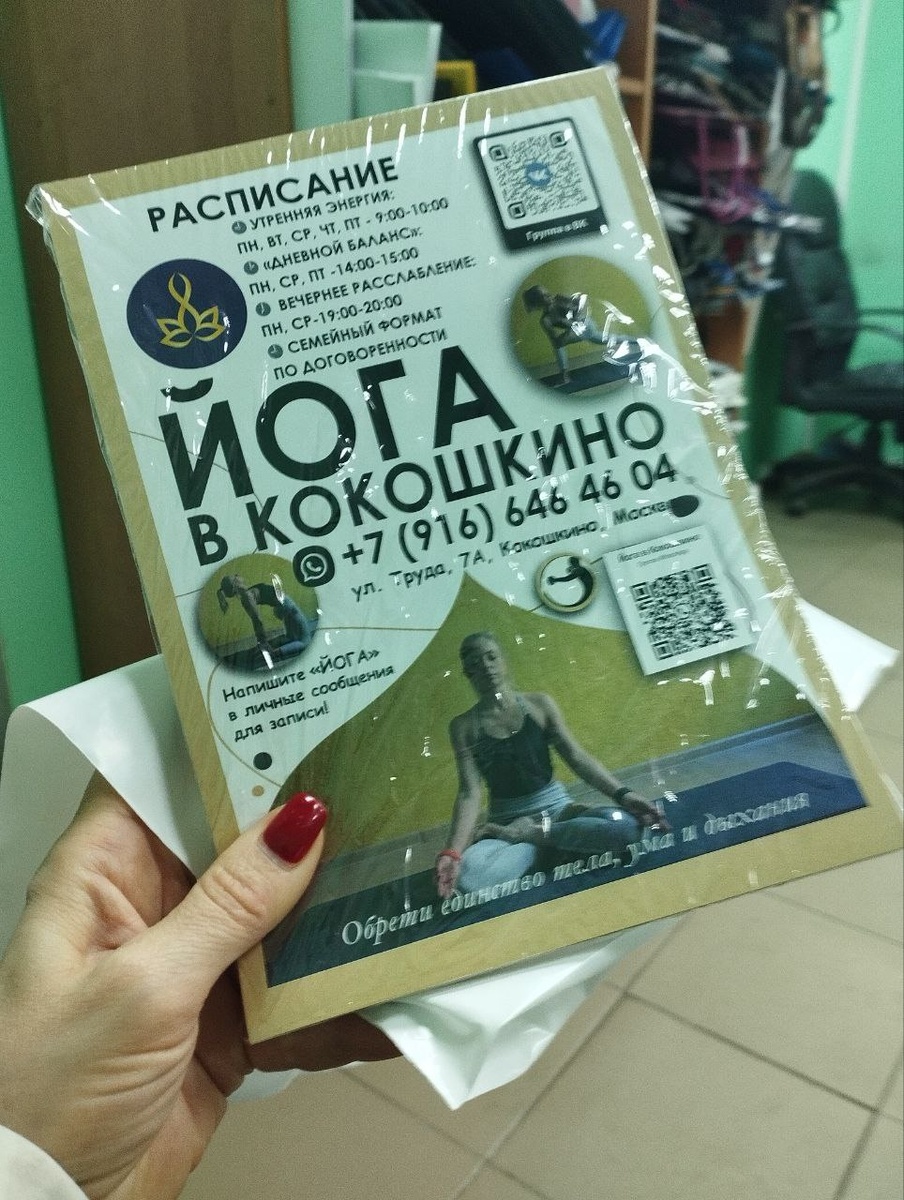 РАСПИСАНИЕ
УТРЕННЯЯ ЭНЕРГИЯ:
ПН, ВТ, СР, ЧТ, ПТ - 9:00-10:00
«ДНЕВНОЙ БАЛАНС»:
ПН, СР, ПТ -14:00-15:00
ВЕЧЕРНЕЕ РАССЛАБЛЕНИЕ:
ПН, СР-19:00-20:00
СЕМЕЙНЫЙ ФОРМАТ
ПО ДОГОВОРЕННОСТИ
Группа в ВК
ЙОГА
В КОКОШКИНО
+7 (916) 646 46 04
ул. Труда, 7А, Кокошкино, Москва
Йога в Кокошкино
Напишите «ЙОГА»
в личные сообщения
для записи!
Обрети единство тела, ума и дыхания